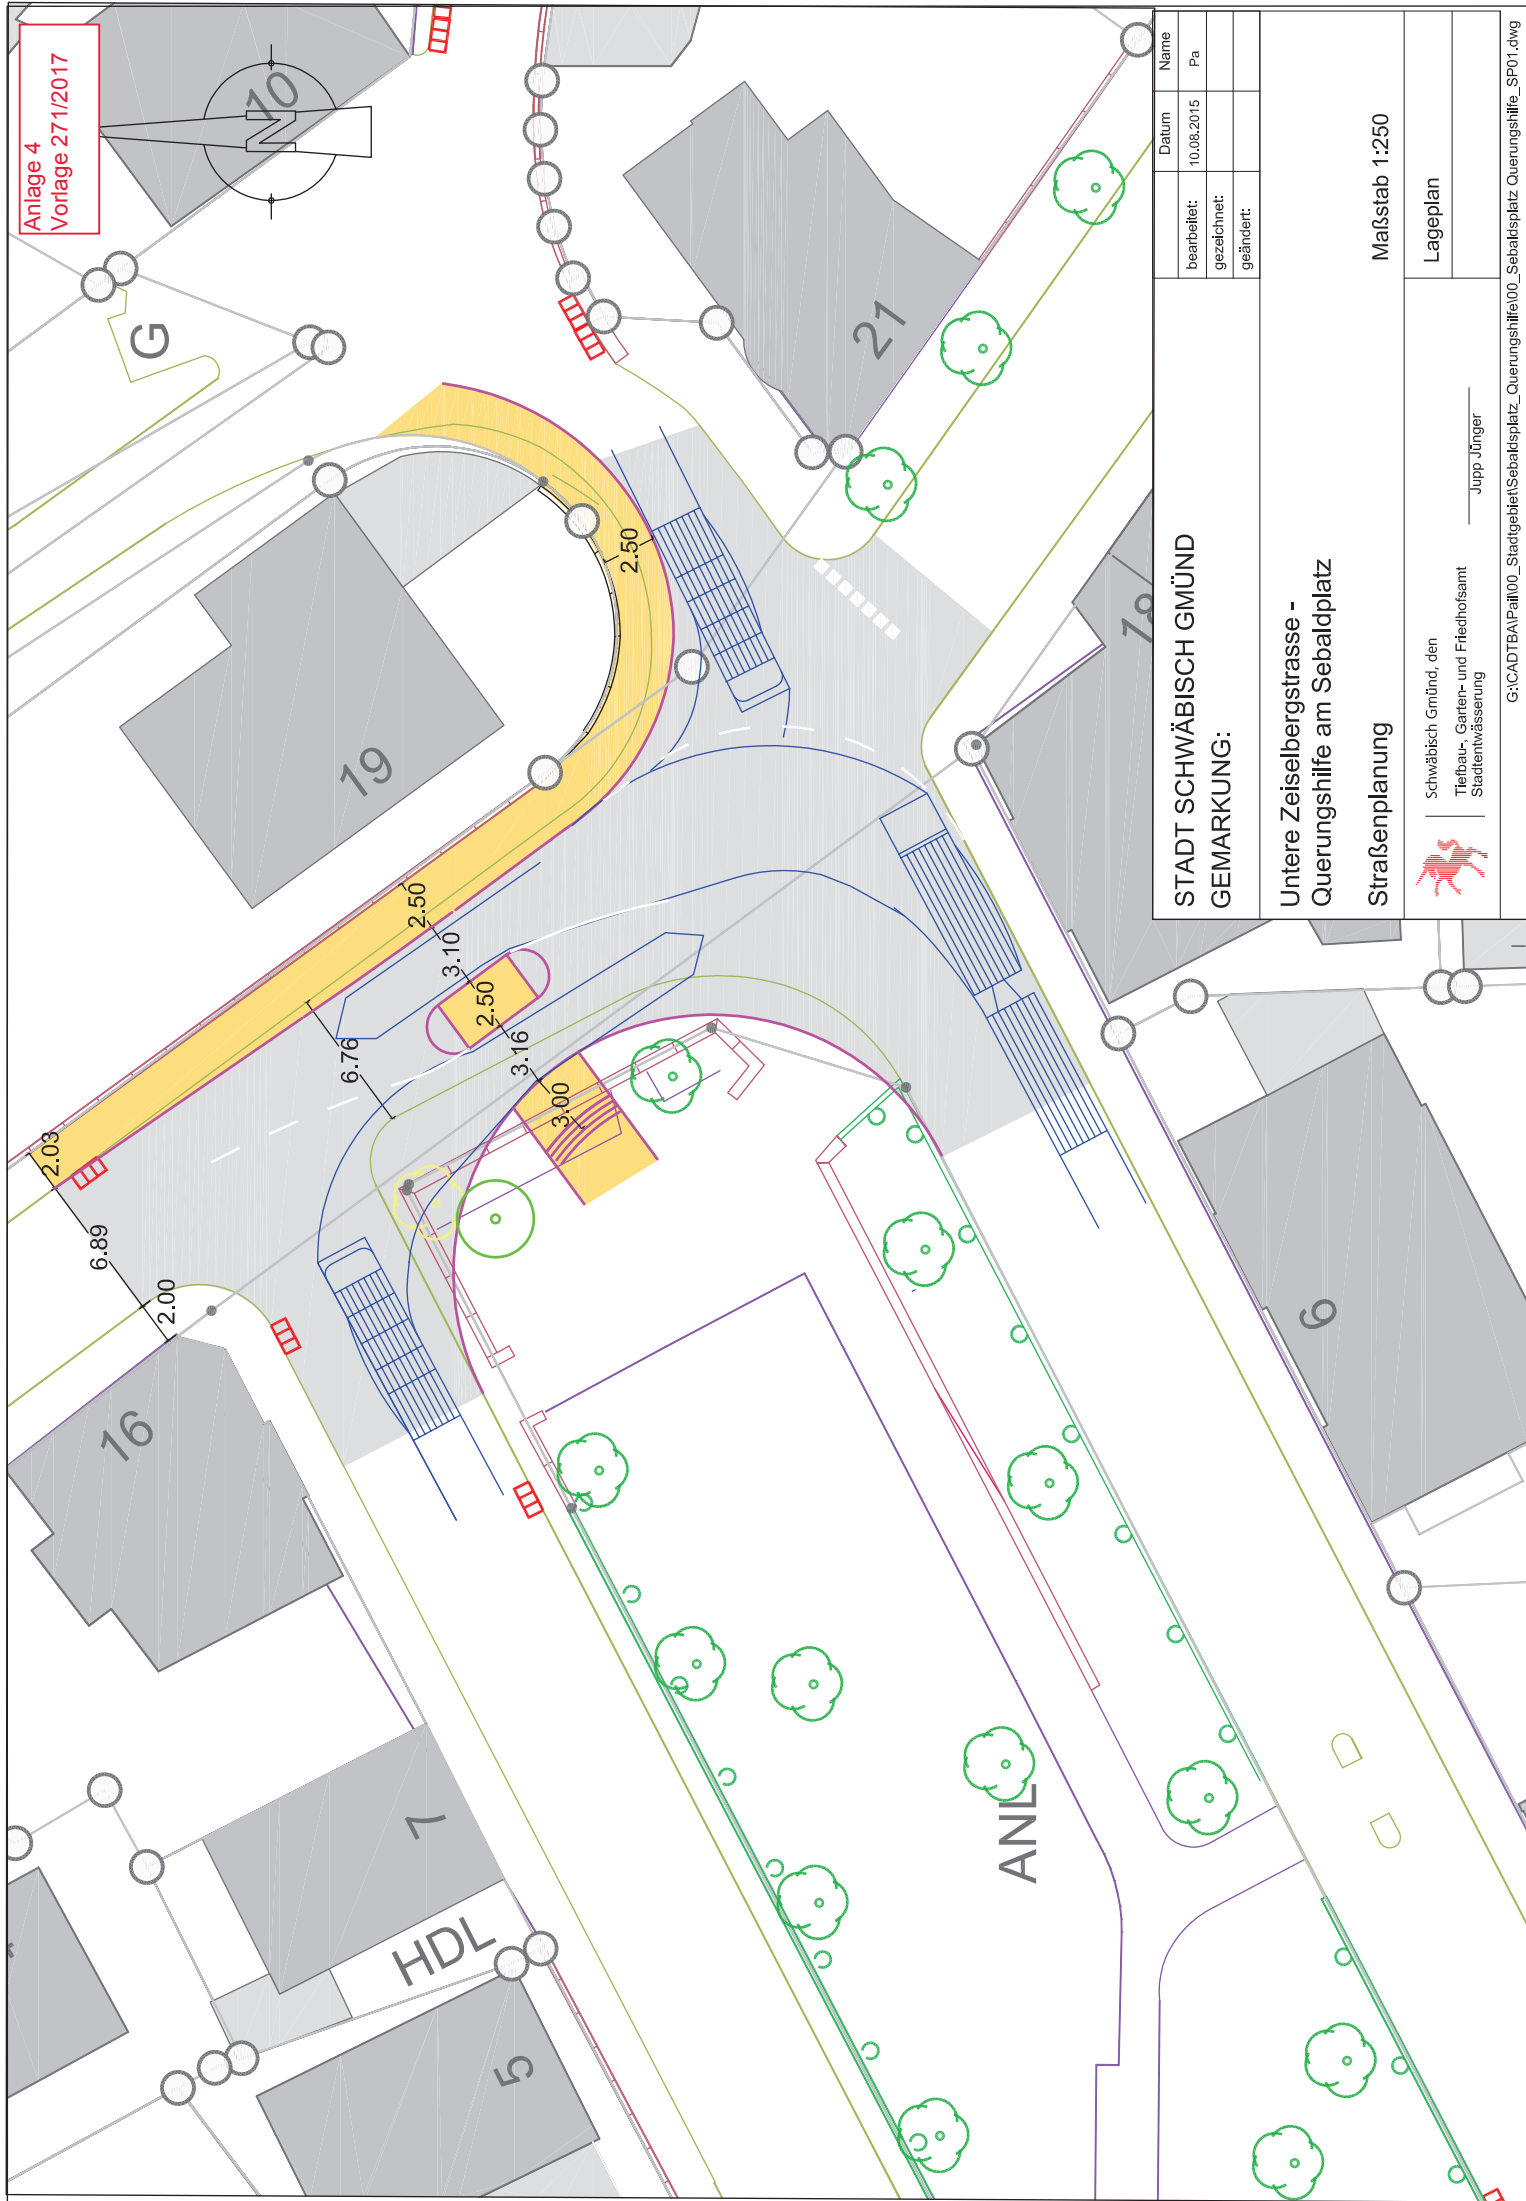 Anlage 4
Vorlage 271/2017
10
N
G
19
21
18
16
7
HDL
5
6
ANL
2.50
2.50
3.10
2.50
3.16
3.00
6.76
2.03
6.89
2.00
Datum
Name
bearbeitet:
10.08.2015
Pa
gezeichnet:
geändert:
STADT SCHWÄBISCH GMÜND
GEMARKUNG:
Untere Zeiselbergstrasse -
Querungshilfe am Sebaldplatz
Straßenplanung
Maßstab 1:250
Lageplan
Schwäbisch Gmünd, den
Tiefbau-, Garten- und Friedhofsamt
Stadtentwässerung
Jupp Jünger
G:\CADTBA\Pail\00_Stadtgebiet\Sebaldsplatz_Querungshilfe\00_Sebaldsplatz Querungshilfe_SP01.dwg